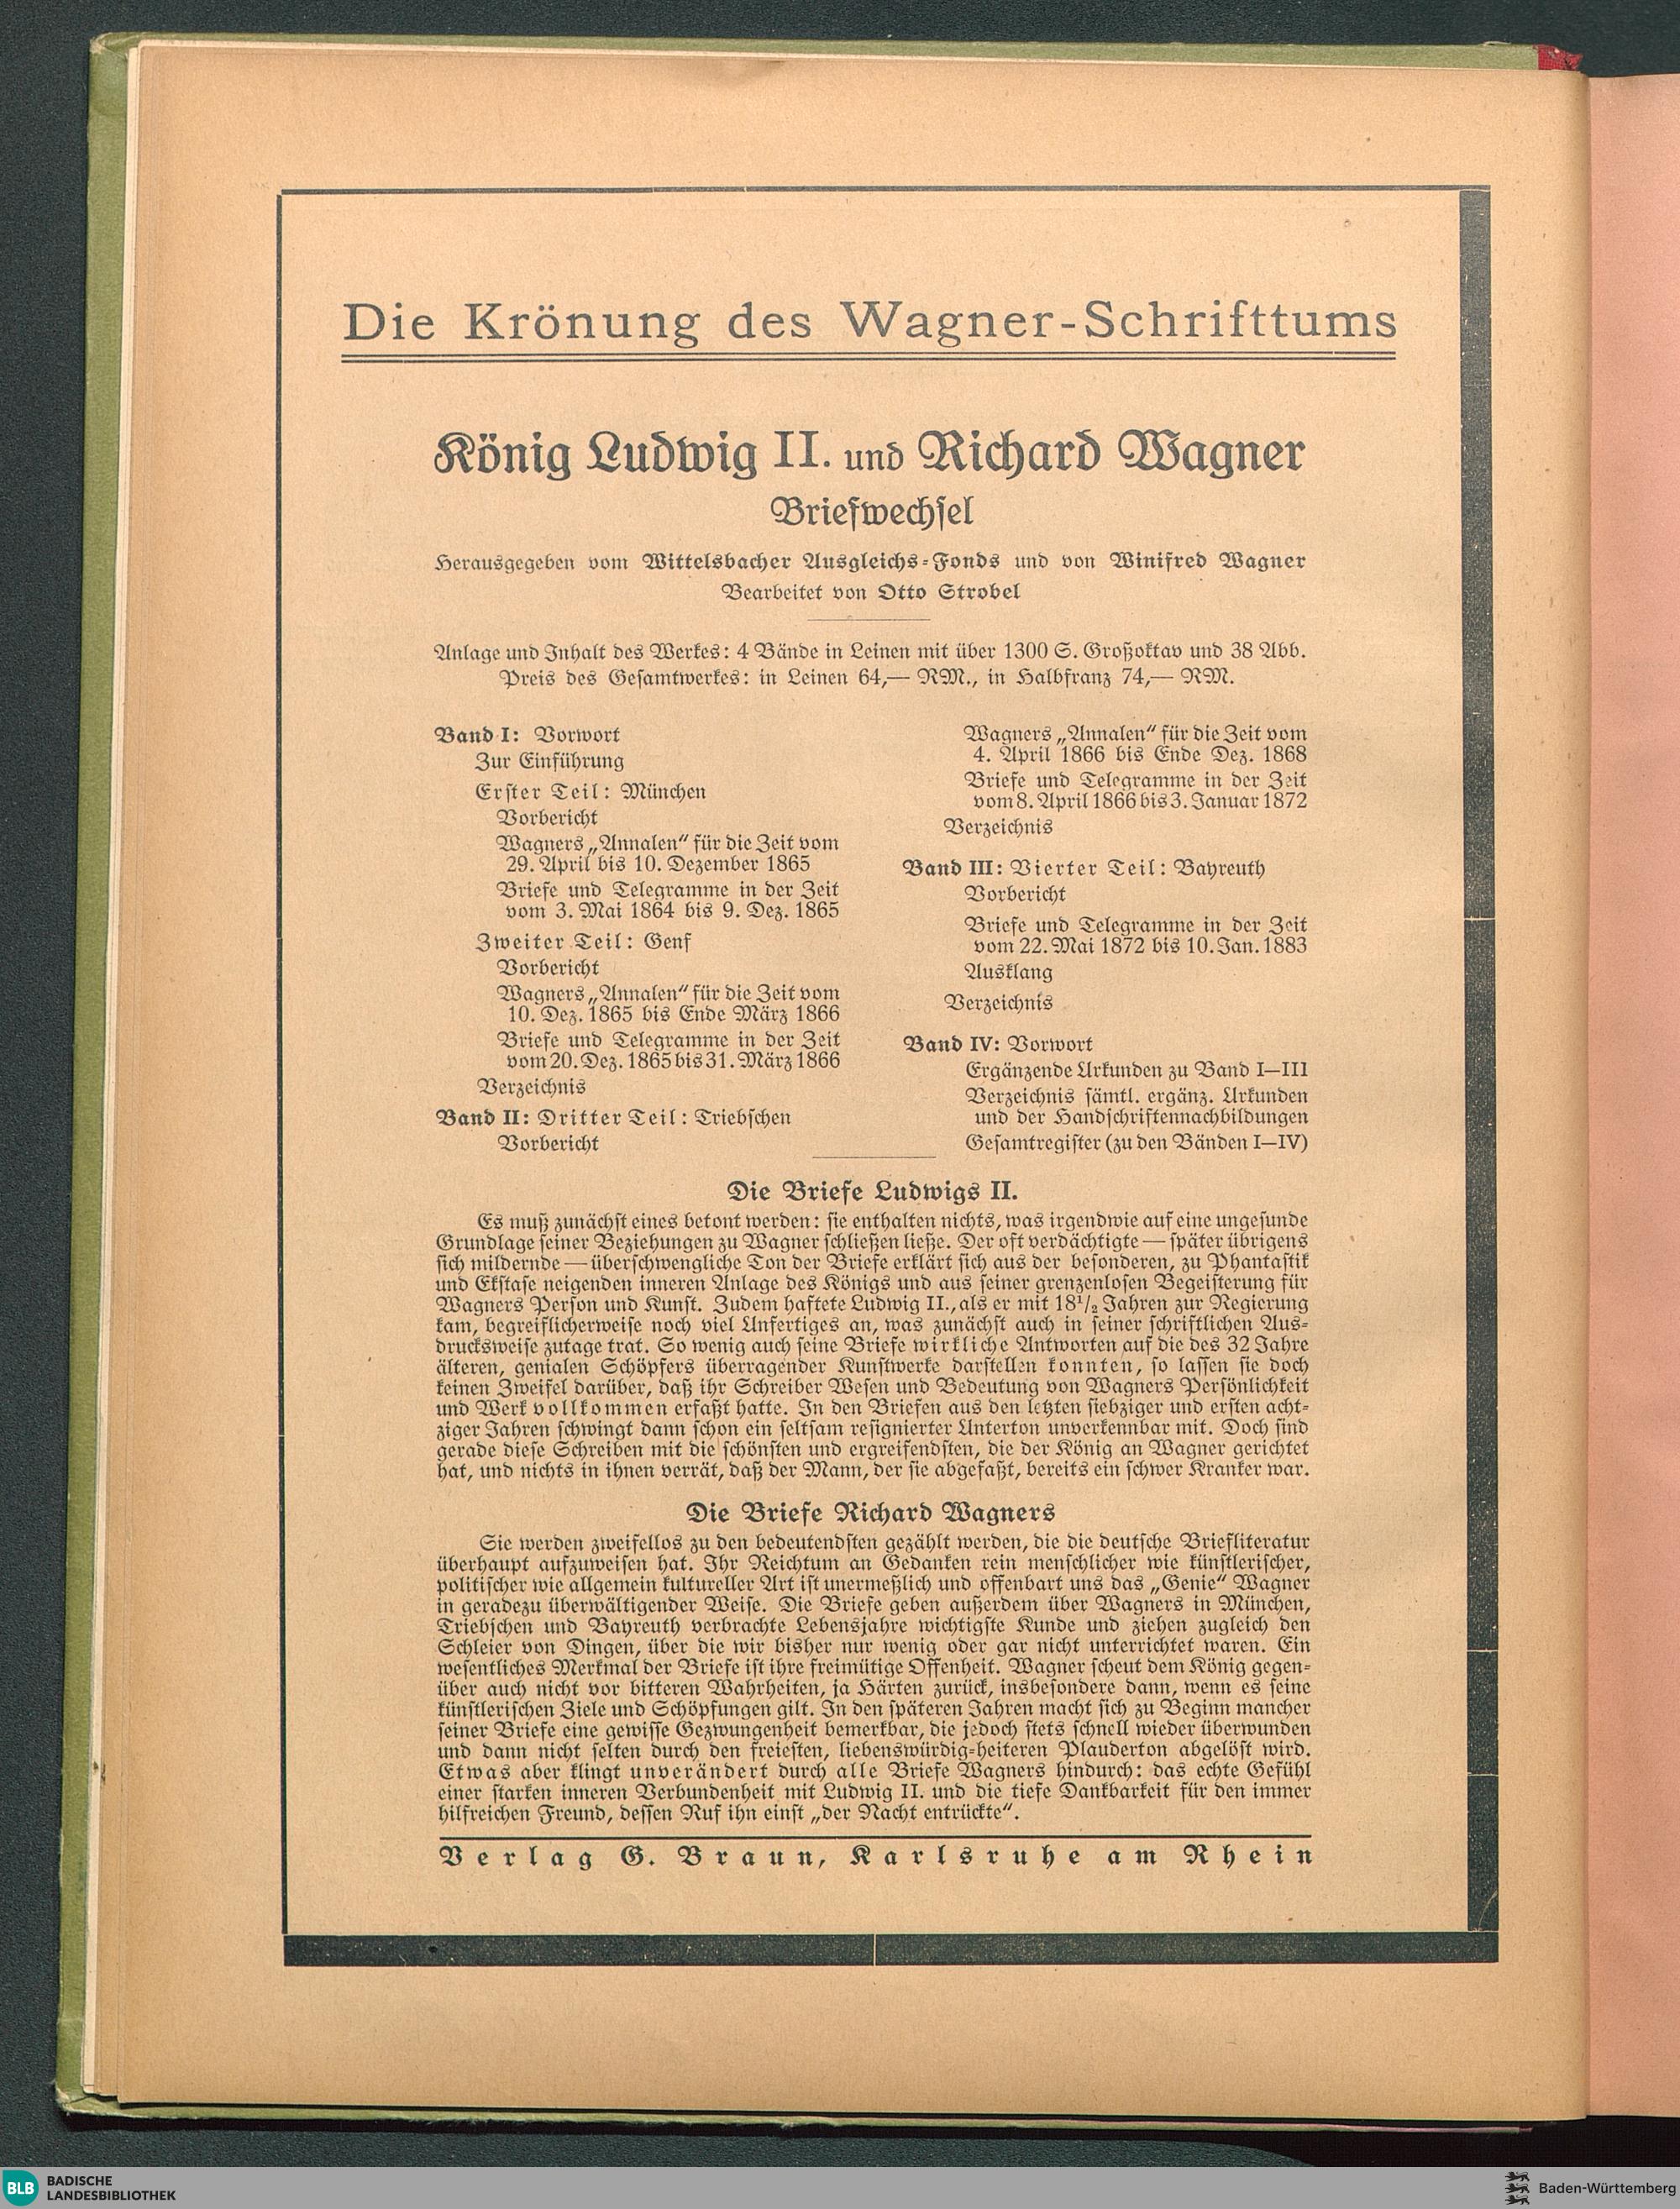 Die Krönung des Wagner-Schrifttums
König Ludwig II. und Richard Wagner
Briefwechsel
Herausgegeben vom Wittelsbacher Ausgleichs-Fonds und von Winifred Wagner
Bearbeitet von Otto Strobel
Anlage und Inhalt des Werkes: 4 Bände in Leinen mit über 1300 S. Großoktav und 38 Abb.
Preis des Gesamtwerkes: in Leinen 64,— RM., in Halbfranz 74,— RM.
Band I: Vorwort
Zur Einführung
Erster Teil: München
Vorbericht
Wagners „Annalen“ für die Zeit vom
29. April bis 10. Dezember 1865
Briefe und Telegramme in der Zeit
vom 3. Mai 1864 bis 9. Dez. 1865
Zweiter Teil: Genf
Vorbericht
Wagners „Annalen“ für die Zeit vom
10. Dez. 1865 bis Ende März 1866
Briefe und Telegramme in der Zeit
vom 20. Dez. 1865 bis 31. März 1866
Verzeichnis
Band II: Dritter Teil: Triebschen
Vorbericht
Wagners „Annalen“ für die Zeit vom
4. April 1866 bis Ende Dez. 1868
Briefe und Telegramme in der Zeit
vom 8. April 1866 bis 3. Januar 1872
Verzeichnis
Band III: Vierter Teil: Bayreuth
Vorbericht
Briefe und Telegramme in der Zeit
vom 22. Mai 1872 bis 10. Jan. 1883
Ausklang
Verzeichnis
Band IV: Vorwort
Ergänzende Urkunden zu Band I—III
Verzeichnis sämtl. ergänz. Urkunden
und der Handschriftennachbildungen
Gesamtregister (zu den Bänden I—IV)
Die Briefe Ludwigs II.
Es muß zunächst eines betont werden: sie enthalten nichts, was irgendwie auf eine ungesunde
Grundlage seiner Beziehungen zu Wagner schließen ließe. Der oft verdächtigte — später übrigens
sich mildernde — überschwengliche Ton der Briefe erklärt sich aus der besonderen, zu Phantastik
und Ekstase neigenden inneren Anlage des Königs und aus seiner grenzenlosen Begeisterung für
Wagners Person und Kunst. Zudem haftete Ludwig II., als er mit 18½ Jahren zur Regierung
kam, begreiflicherweise noch viel Unfertiges an, was zunächst auch in seiner schriftlichen Aus-
drucksweise zutage trat. So wenig auch seine Briefe wirkliche Antworten auf die des 32 Jahre
älteren, genialen Schöpfers überragender Kunstwerke darstellen konnten, so lassen sie doch
keinen Zweifel darüber, daß ihr Schreiber Wesen und Bedeutung von Wagners Persönlichkeit
und Werk vollkommen erfaßt hatte. In den Briefen aus den letzten siebziger und ersten acht-
ziger Jahren schwingt dann schon ein seltsam resignierter Unterton unverkennbar mit. Doch sind
gerade diese Schreiben mit die schönsten und ergreifendsten, die der König an Wagner gerichtet
hat, und nichts in ihnen verrät, daß der Mann, der sie abgefaßt, bereits ein schwer Kranker war.
Die Briefe Richard Wagners
Sie werden zweifellos zu den bedeutendsten gezählt werden, die die deutsche Briefliteratur
überhaupt aufzuweisen hat. Ihr Reichtum an Gedanken rein menschlicher wie künstlerischer,
politischer wie allgemein kultureller Art ist unermeßlich und offenbart uns das „Genie“ Wagner
in geradezu überwältigender Weise. Die Briefe geben außerdem über Wagners in München,
Triebschen und Bayreuth verbrachte Lebensjahre wichtigste Kunde und ziehen zugleich den
Schleier von Dingen, über die wir bisher nur wenig oder gar nicht unterrichtet waren. Ein
wesentliches Merkmal der Briefe ist ihre freimütige Offenheit. Wagner scheut dem König gegen-
über auch nicht vor bitteren Wahrheiten, ja Härten zurück, insbesondere dann, wenn es seine
künstlerischen Ziele und Schöpfungen gilt. In den späteren Jahren macht sich zu Beginn mancher
seiner Briefe eine gewisse Gezwungenheit bemerkbar, die jedoch stets schnell wieder überwunden
und dann nicht selten durch den freiesten, liebenswürdig-heiteren Plauderton abgelöst wird.
Etwas aber klingt unverändert durch alle Briefe Wagners hindurch: das echte Gefühl
einer starken inneren Verbundenheit mit Ludwig II. und die tiefe Dankbarkeit für den immer
hilfreichen Freund, dessen Ruf ihn einst „der Nacht entrückte“.
Verlag G. Braun, Karlsruhe am Rhein
BLB BADISCHE
LANDESBIBLIOTHEK
Baden-Württemberg